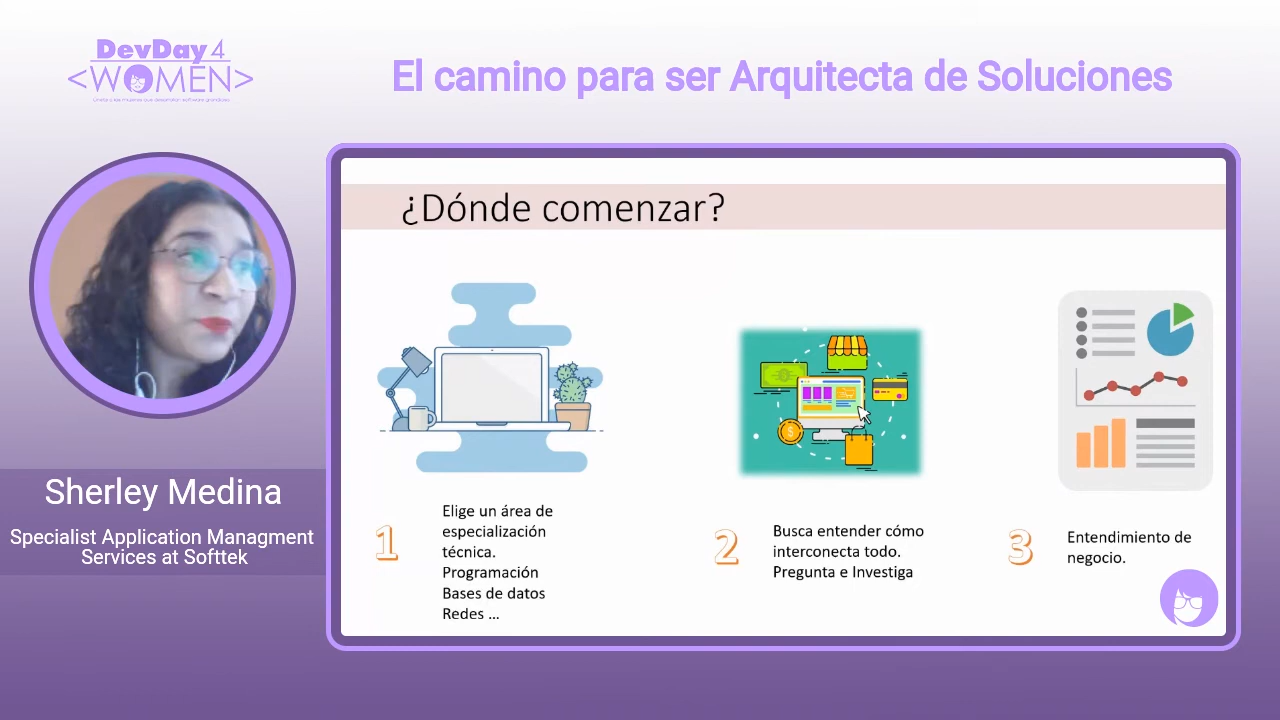 DevDay 4
<WOMEN>
El camino para ser Arquitecta de Soluciones
¿Dónde comenzar?
Sherley Medina
Specialist Application Managment
Services at Softtek
1
Elige un área de
especialización
técnica.
Programación
Bases de datos
Redes ...
2
Busca entender cómo
interconecta todo.
Pregunta e Investiga
3
Entendimiento de
negocio.